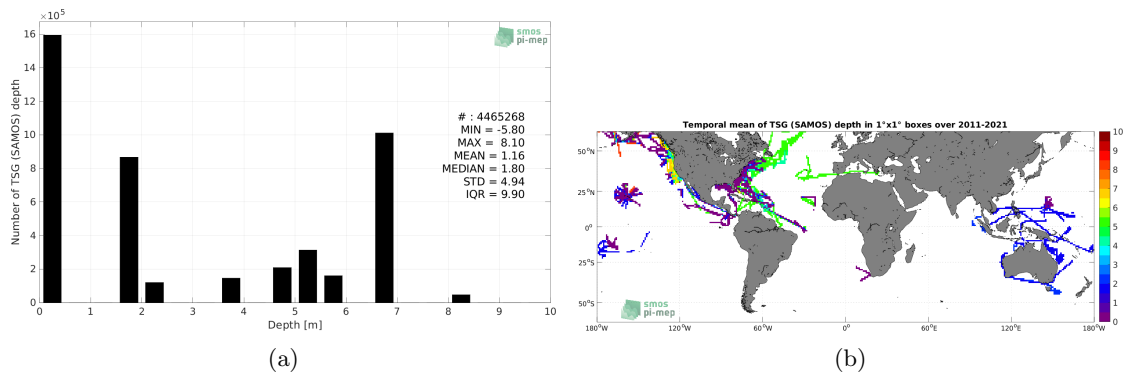 ×10⁵
16
14
12
10
8
6
4
2
0
Number of TSG (SAMOS) depth
0 1 2 3 4 5 6 7 8 9 10
Depth [m]
smos
pi-mep
# : 4465268
MIN = -5.80
MAX = 8.10
MEAN = 1.16
MEDIAN = 1.80
STD = 4.94
IQR = 9.90
(a)
Temporal mean of TSG (SAMOS) depth in 1°x1° boxes over 2011-2021
50°N
25°N
0°
25°S
50°S
180°W 120°W 60°W 0° 60°E 120°E 180°W
smos
pi-mep
10
9
8
7
6
5
4
3
2
1
0
(b)